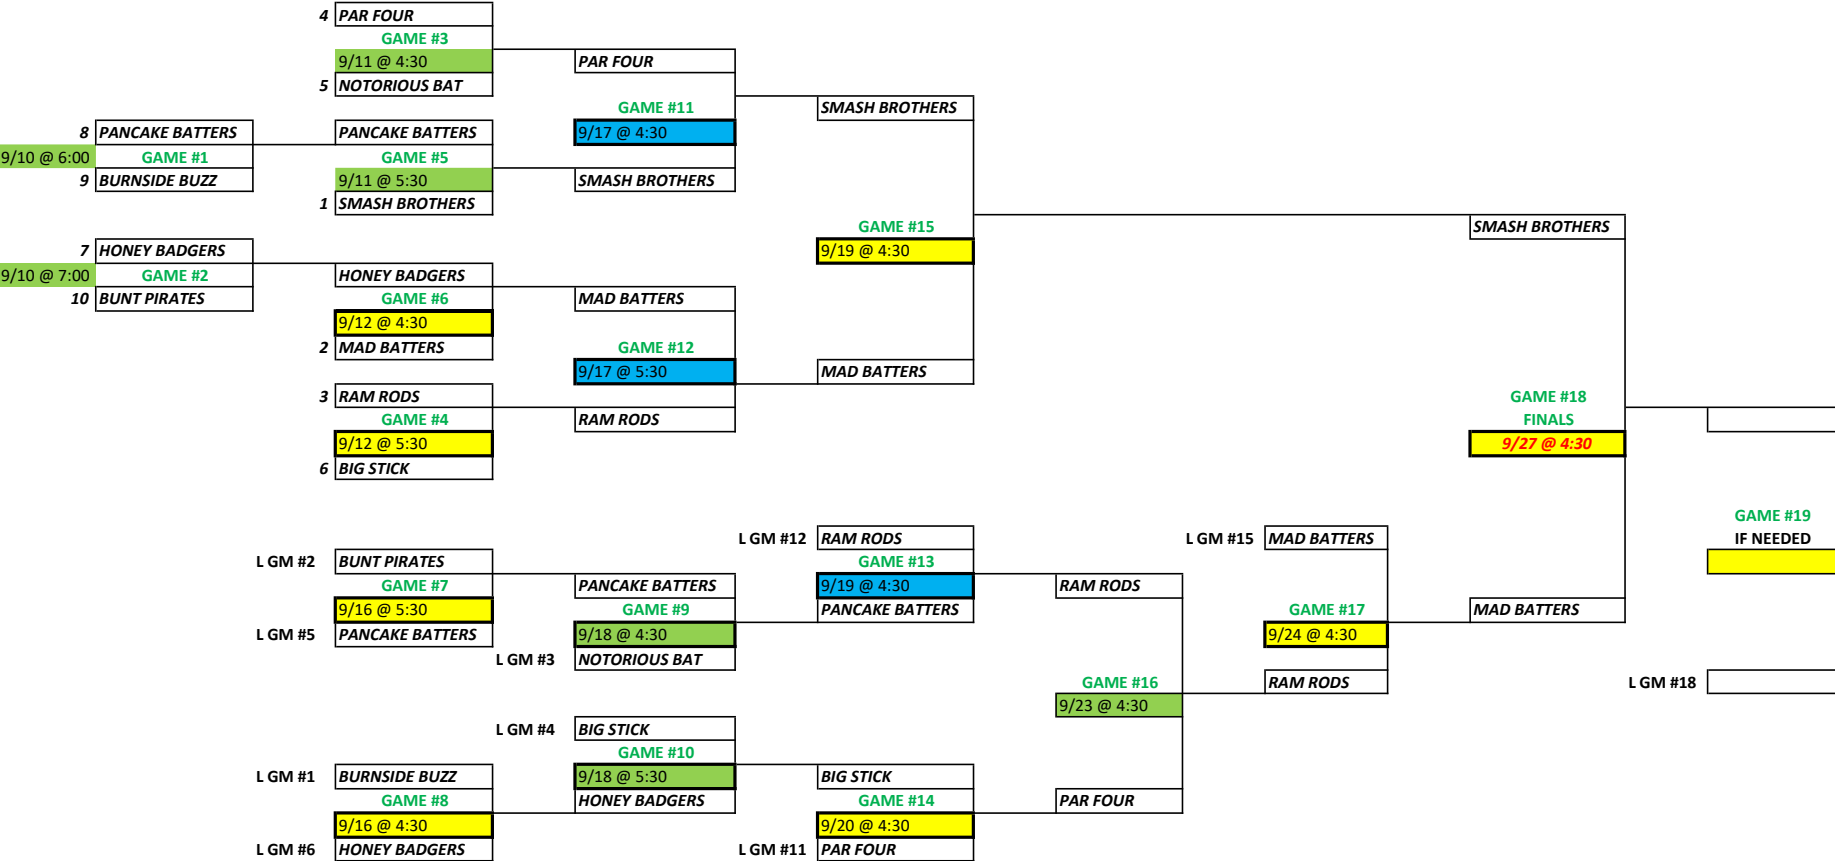 4 PAR FOUR
GAME #3
9/11 @ 4:30
PAR FOUR
5 NOTORIOUS BAT
GAME #11
SMASH BROTHERS
8 PANCAKE BATTERS
PANCAKE BATTERS
9/17 @ 4:30
9/10 @ 6:00
GAME #1
GAME #5
9 BURNSIDE BUZZ
9/11 @ 5:30
SMASH BROTHERS
1 SMASH BROTHERS
GAME #15
SMASH BROTHERS
7 HONEY BADGERS
9/19 @ 4:30
9/10 @ 7:00
GAME #2
HONEY BADGERS
10 BUNT PIRATES
GAME #6
MAD BATTERS
9/12 @ 4:30
2 MAD BATTERS
GAME #12
9/17 @ 5:30
MAD BATTERS
3 RAM RODS
GAME #18
GAME #4
RAM RODS
FINALS
9/12 @ 5:30
9/27 @ 4:30
6 BIG STICK
GAME #19
L GM #12 RAM RODS
L GM #15 MAD BATTERS
IF NEEDED
L GM #2 BUNT PIRATES
GAME #13
GAME #7
PANCAKE BATTERS
9/19 @ 4:30
RAM RODS
9/16 @ 5:30
GAME #9
PANCAKE BATTERS
GAME #17
MAD BATTERS
L GM #5 PANCAKE BATTERS
9/18 @ 4:30
9/24 @ 4:30
L GM #3 NOTORIOUS BAT
GAME #16
RAM RODS
L GM #18
9/23 @ 4:30
L GM #4 BIG STICK
GAME #10
L GM #1 BURNSIDE BUZZ
9/18 @ 5:30
BIG STICK
GAME #8
HONEY BADGERS
GAME #14
PAR FOUR
9/16 @ 4:30
9/20 @ 4:30
L GM #6 HONEY BADGERS
L GM #11 PAR FOUR